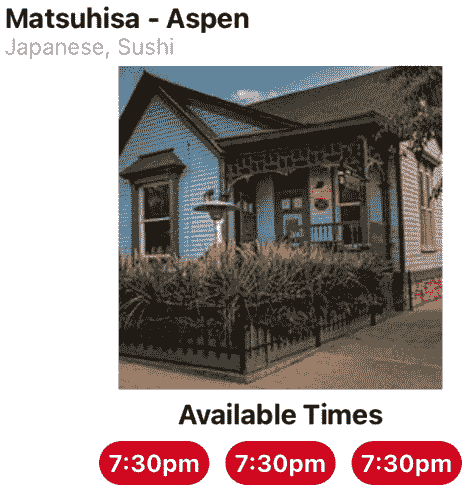 Matsuhisa - Aspen
Japanese, Sushi
Available Times
7:30pm 7:30pm 7:30pm